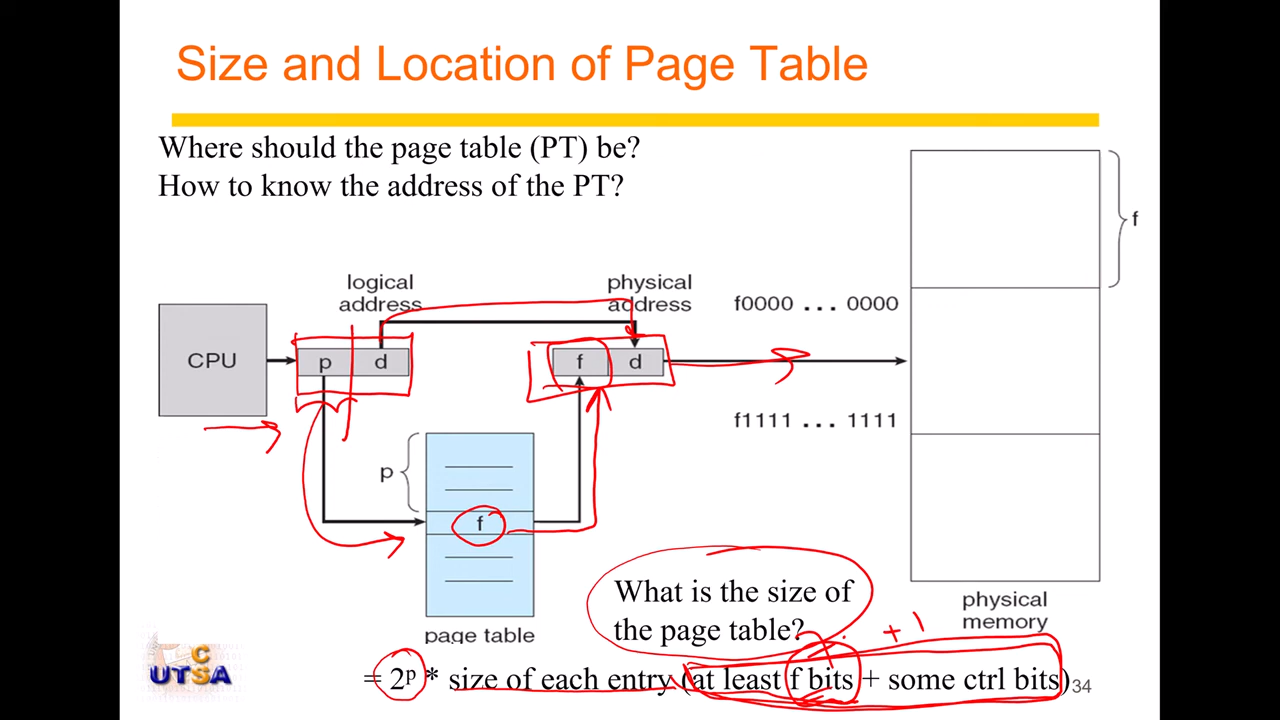 Size and Location of Page Table
Where should the page table (PT) be?
How to know the address of the PT?
f
logical
address
physical
address
f0000 ... 0000
CPU
p
d
f
d
f1111 ... 1111
p
f
What is the size of
the page table?
physical
memory
+ 1
page table
= 2ᵖ * size of each entry (at least f bits + some ctrl bits)
34
C
UTSA